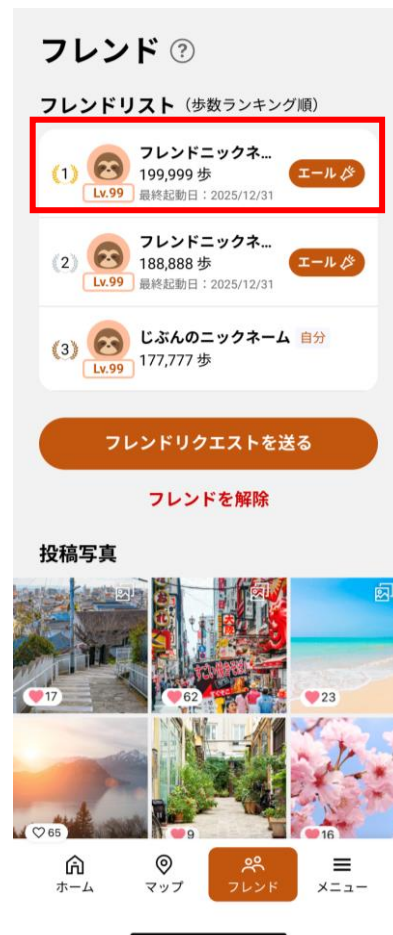 フレンド ?
フレンドリスト（歩数ランキング順）
1
フレンドニックネ...
199,999 歩
エール
Lv.99
最終起動日：2025/12/31
2
フレンドニックネ...
188,888 歩
エール
Lv.99
最終起動日：2025/12/31
3
じぶんのニックネーム 自分
177,777 歩
Lv.99
フレンドリクエストを送る
フレンドを解除
投稿写真
17
62
23
65
9
16
ホーム
マップ
フレンド
メニュー